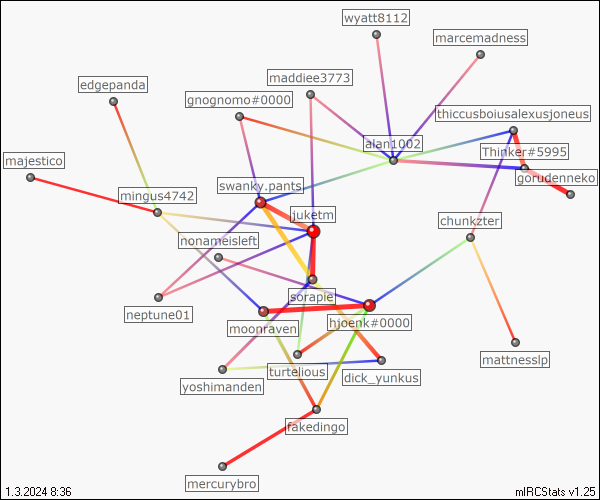 wyatt8112
marcemadness
maddiee3773
edgepanda
gnognomo#0000
thiccusboiusalexusjoneus
alan1002
Thinker#5995
majestico
gorudenneko
swanky.pants
mingus4742
juketm
chunkzter
nonameisleft
sorapie
neptune01
hjoenk#0000
moonraven
mattnesslp
turtelious
dick_yunkus
yoshimanden
fakedingo
mercurybro
1.3.2024 8:36
mIRCStats v1.25